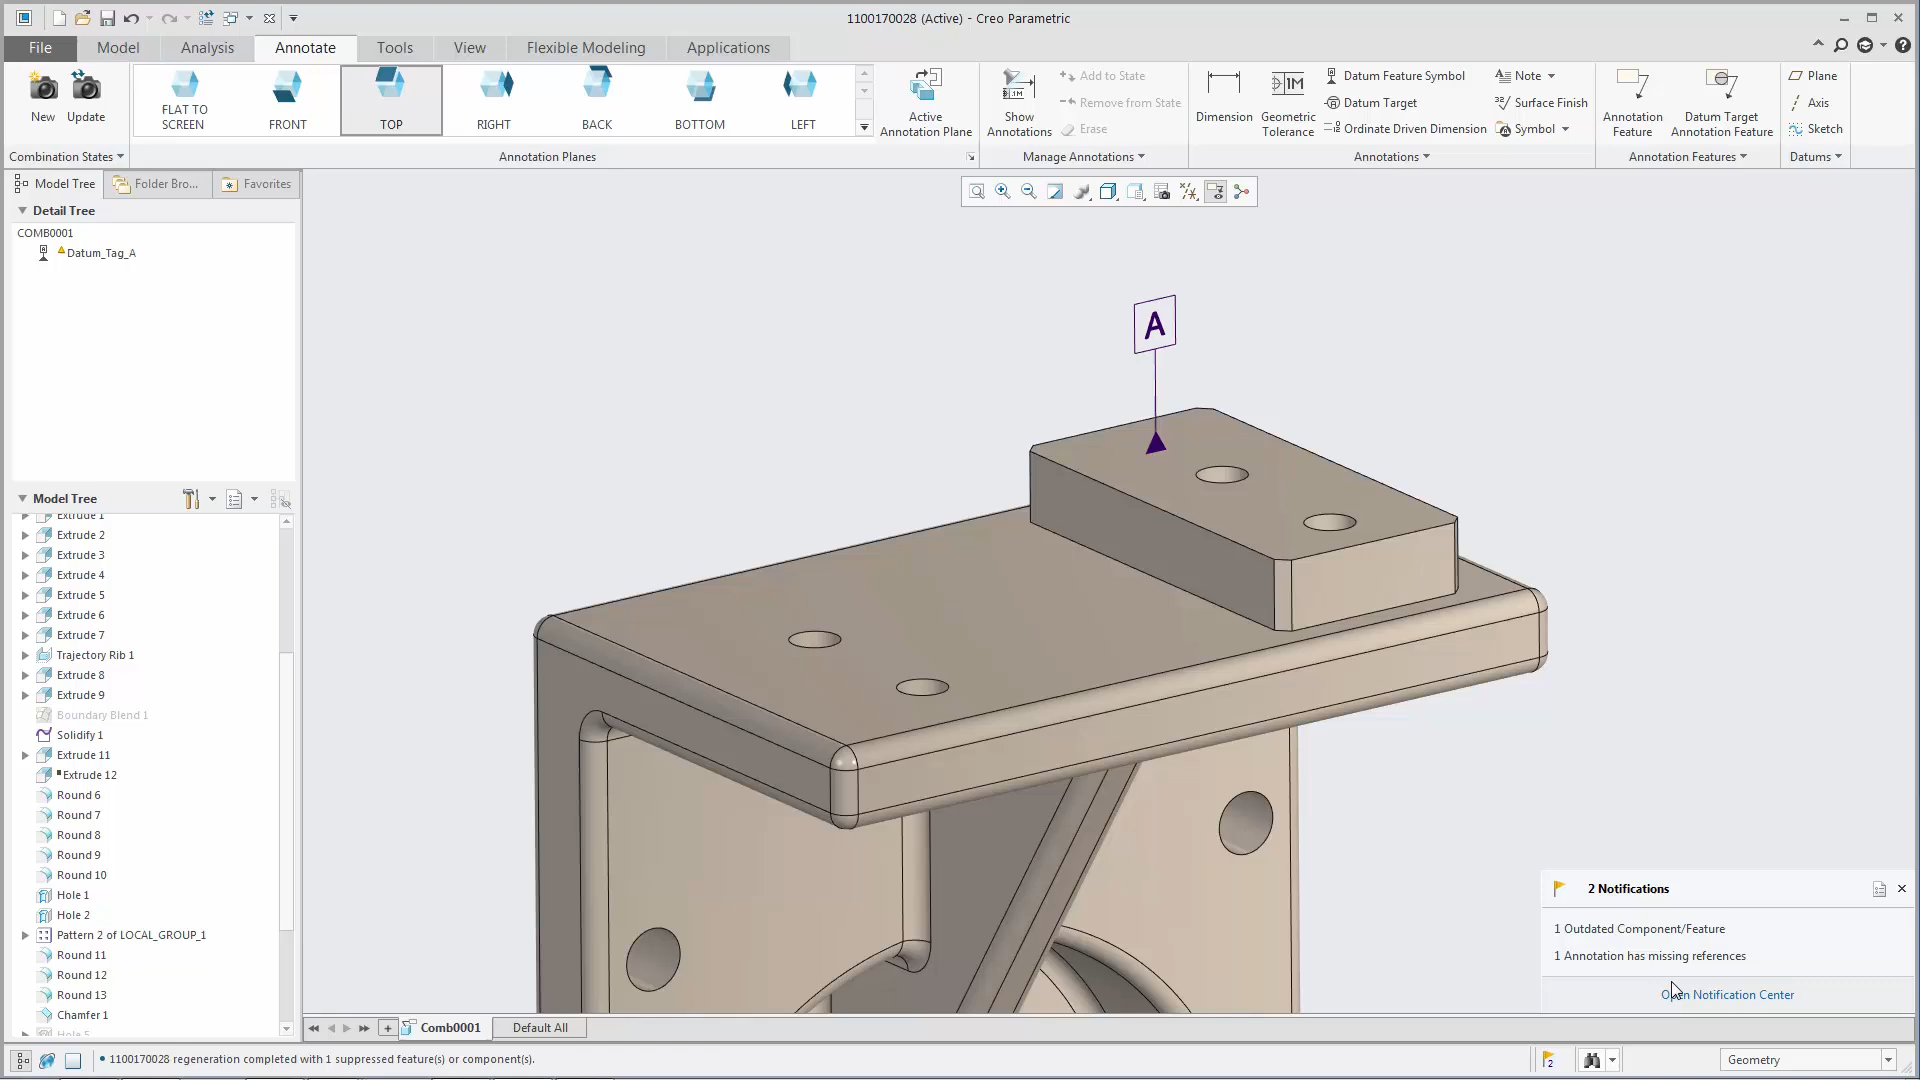 1100170028 (Active) - Creo Parametric
File Model Analysis Annotate Tools View Flexible Modeling Applications
New
Update
Combination States
FLAT TO SCREEN
FRONT
TOP
RIGHT
BACK
BOTTOM
LEFT
Annotation Planes
Active Annotation Plane
Show Annotations
Add to State
Remove from State
Erase
Manage Annotations
Dimension
Geometric Tolerance
Datum Feature Symbol
Datum Target
Ordinate Driven Dimension
Note
Surface Finish
Symbol
Annotations
Annotation Feature
Datum Target Annotation Feature
Annotation Features
Plane
Axis
Sketch
Datums
Model Tree
Folder Bro...
Favorites
Detail Tree
COMB0001
Datum_Tag_A
Model Tree
Extrude 1
Extrude 2
Extrude 3
Extrude 4
Extrude 5
Extrude 6
Extrude 7
Trajectory Rib 1
Extrude 8
Extrude 9
Boundary Blend 1
Solidify 1
Extrude 11
Extrude 12
Round 6
Round 7
Round 8
Round 9
Round 10
Hole 1
Hole 2
Pattern 2 of LOCAL_GROUP_1
Round 11
Round 12
Round 13
Chamfer 1
Hole 5
A
2 Notifications
1 Outdated Component/Feature
1 Annotation has missing references
Open Notification Center
Comb0001
Default All
1100170028 regeneration completed with 1 suppressed feature(s) or component(s).
2
Geometry